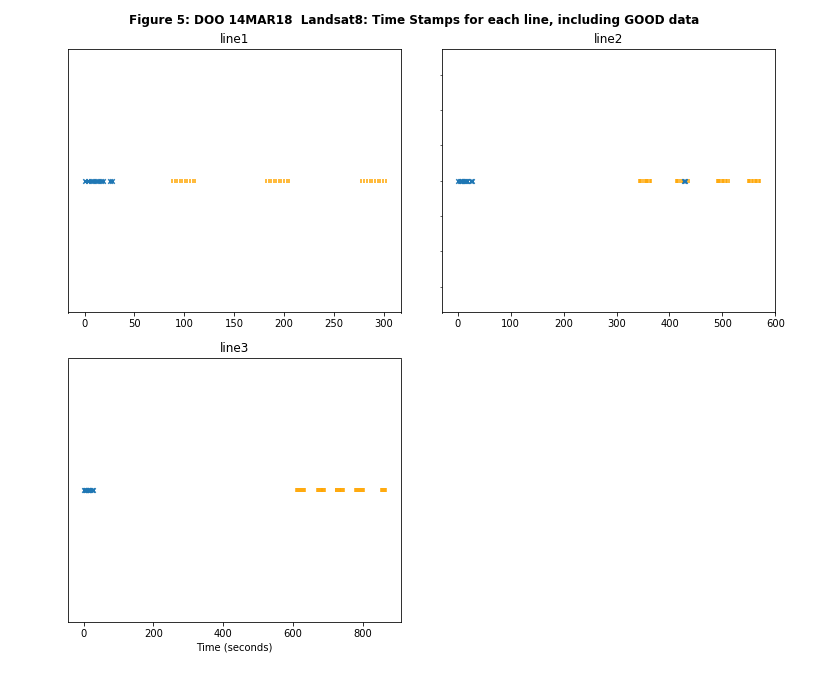 Figure 5: DOO 14MAR18  Landsat8: Time Stamps for each line, including GOOD data
line1
line2
0 50 100 150 200 250 300
0 100 200 300 400 500 600
line3
0 200 400 600 800
Time (seconds)